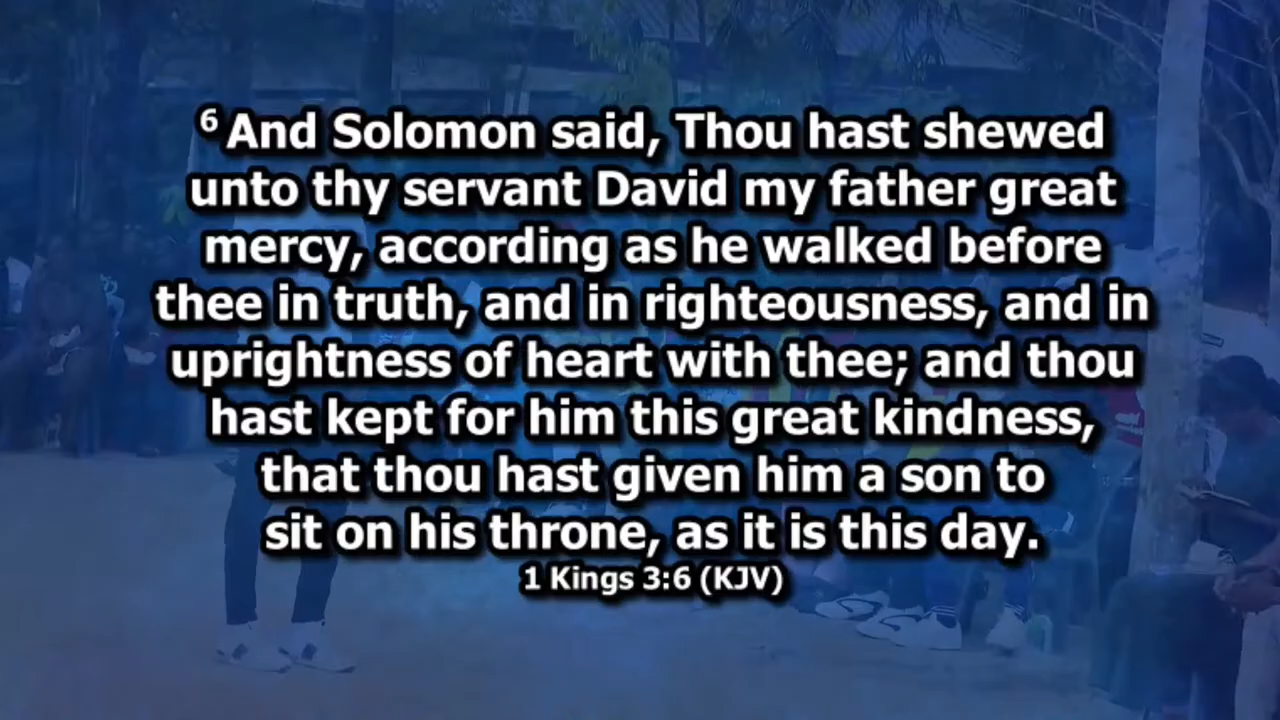 6 And Solomon said, Thou hast shewed
unto thy servant David my father great
mercy, according as he walked before
thee in truth, and in righteousness, and in
uprightness of heart with thee; and thou
hast kept for him this great kindness,
that thou hast given him a son to
sit on his throne, as it is this day.
1 Kings 3:6 (KJV)